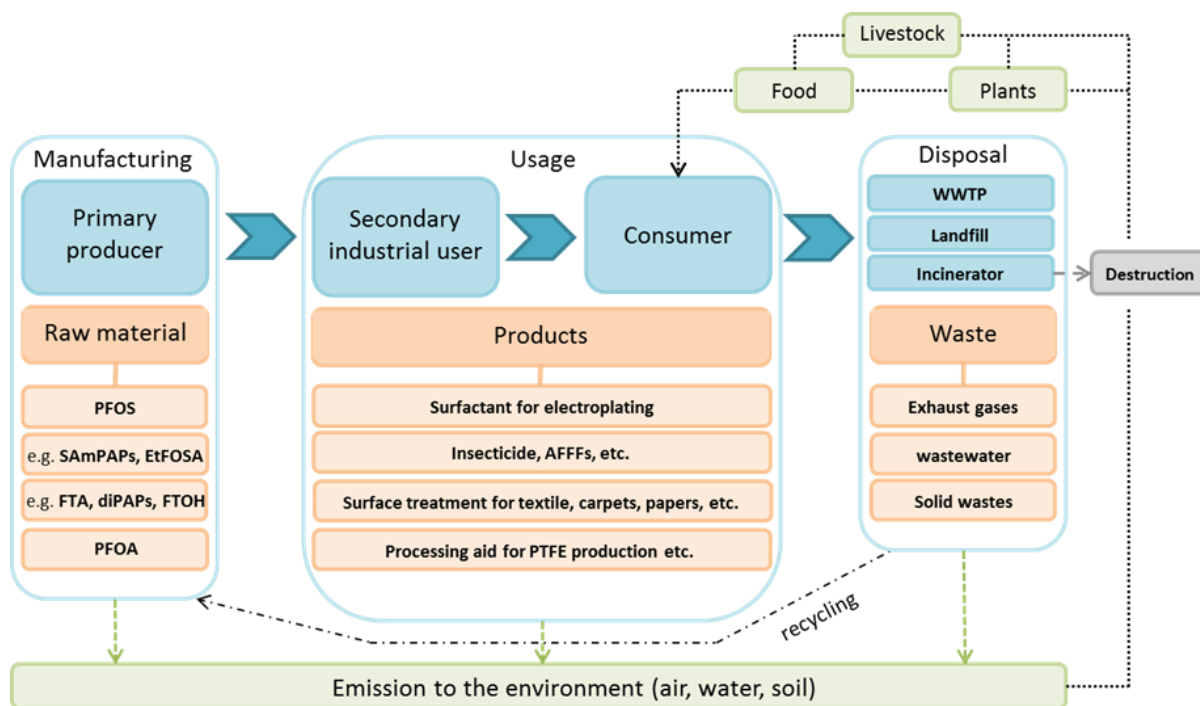 Livestock
Food
Plants
Manufacturing
Usage
Disposal
Primary
producer
Secondary
industrial user
Consumer
WWTP
Landfill
Incinerator
Destruction
Raw material
Products
Waste
PFOS
Surfactant for electroplating
Exhaust gases
e.g. SAmPAPs, EtFOSA
Insecticide, AFFFs, etc.
wastewater
e.g. FTA, diPAPs, FTOH
Surface treatment for textile, carpets, papers, etc.
Solid wastes
PFOA
Processing aid for PTFE production etc.
recycling
Emission to the environment (air, water, soil)